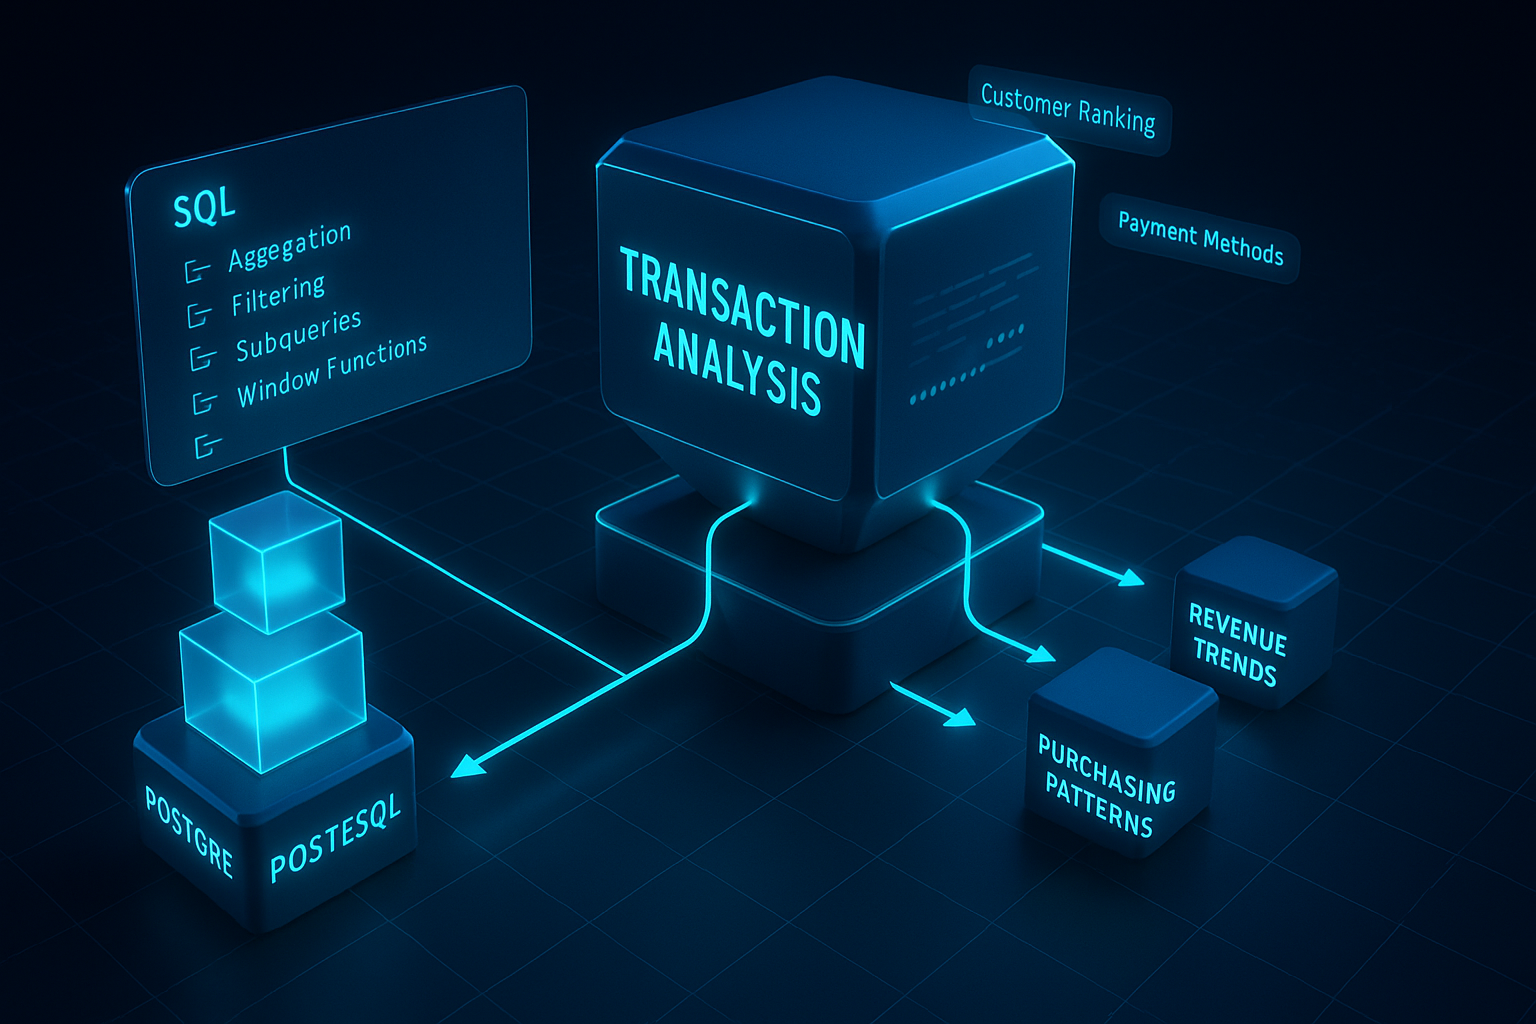 SQL
Aggegation
Filtering
Subqueries
Window Functions
TRANSACTION
ANALYSIS
Customer Ranking
Payment Methods
REVENUE
TRENDS
PURCHASING
PATTERNS
POSTGRE
POSTESQL